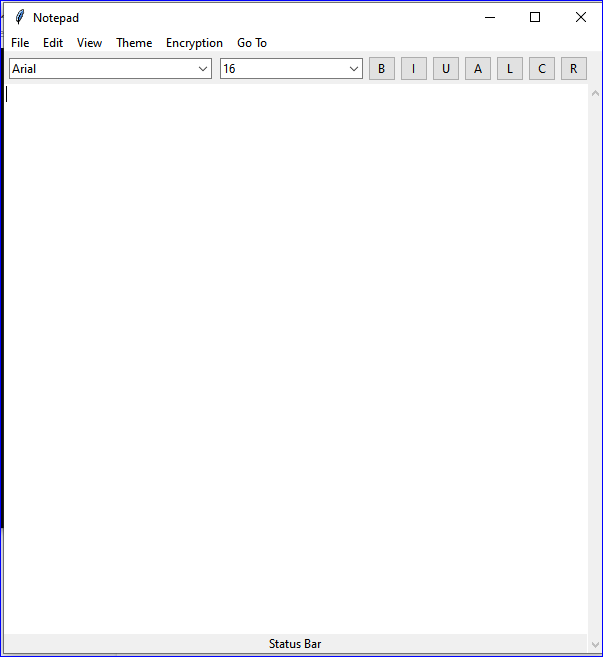 Notepad
File Edit View Theme Encryption Go To
Arial 16 B I U A L C R
Status Bar